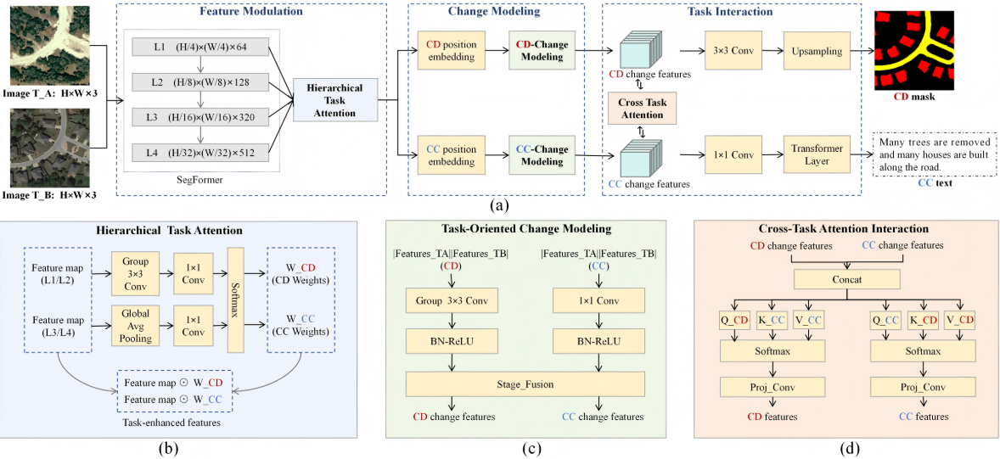 Feature Modulation
Change Modeling
Task Interaction
Image T_A: H×W×3
Image T_B: H×W×3
L1 (H/4)×(W/4)×64
L2 (H/8)×(W/8)×128
L3 (H/16)×(W/16)×320
L4 (H/32)×(W/32)×512
SegFormer
Hierarchical
Task
Attention
CD position
embedding
CD-Change
Modeling
CD change features
3×3 Conv
Upsampling
CD mask
Cross Task
Attention
CC position
embedding
CC-Change
Modeling
CC change features
1×1 Conv
Transformer
Layer
Many trees are removed
and many houses are built
along the road.
CC text
(a)
Hierarchical Task Attention
Feature map
(L1/L2)
Group
3×3
Conv
1×1
Conv
Softmax
W_CD
(CD Weights)
Feature map
(L3/L4)
Global
Avg
Pooling
1×1
Conv
W_CC
(CC Weights)
Feature map ⊙ W_CD
Feature map ⊙ W_CC
Task-enhanced features
(b)
Task-Oriented Change Modeling
|Features_TA||Features_TB|
(CD)
|Features_TA||Features_TB|
(CC)
Group 3×3 Conv
1×1 Conv
BN-ReLU
BN-ReLU
Stage_Fusion
CD change features
CC change features
(c)
Cross-Task Attention Interaction
CD change features
CC change features
Concat
Q_CD
K_CC
V_CC
Q_CC
K_CD
V_CD
Softmax
Softmax
Proj_Conv
Proj_Conv
CD features
CC features
(d)